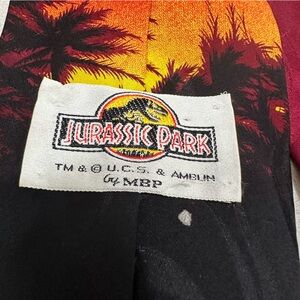 JURASSIC PARK
TM & © U.C.S. & AMBLIN
by MBP